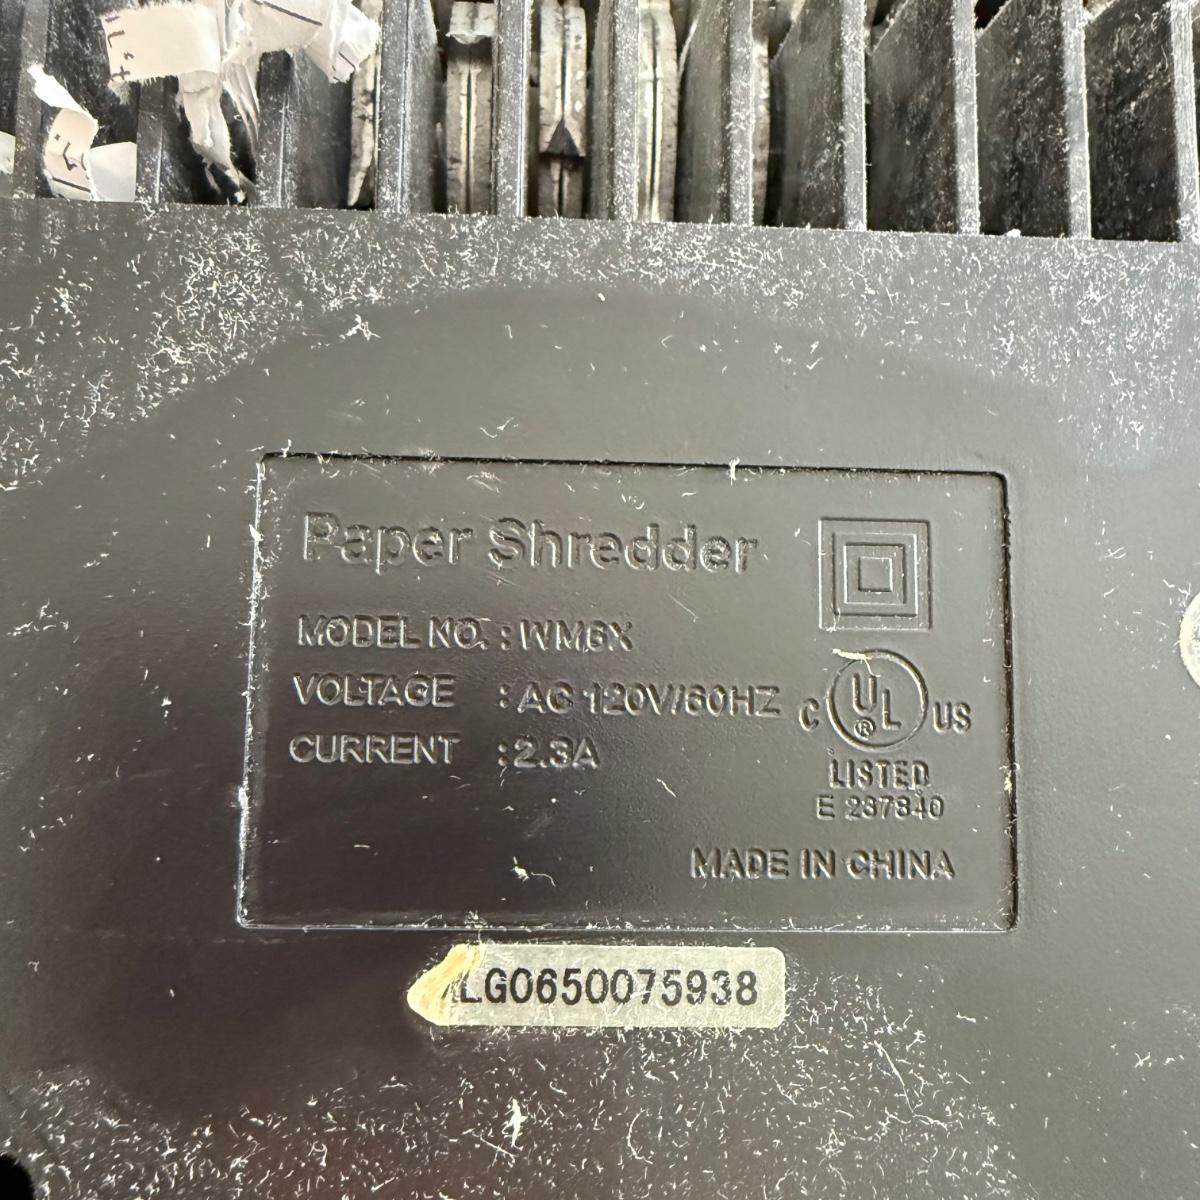 Paper Shredder
MODEL NO. : WM6X
VOLTAGE : AC 120V/60HZ
CURRENT : 2.3A
C UL ® US
LISTED
E 237340
MADE IN CHINA
LG0650075938